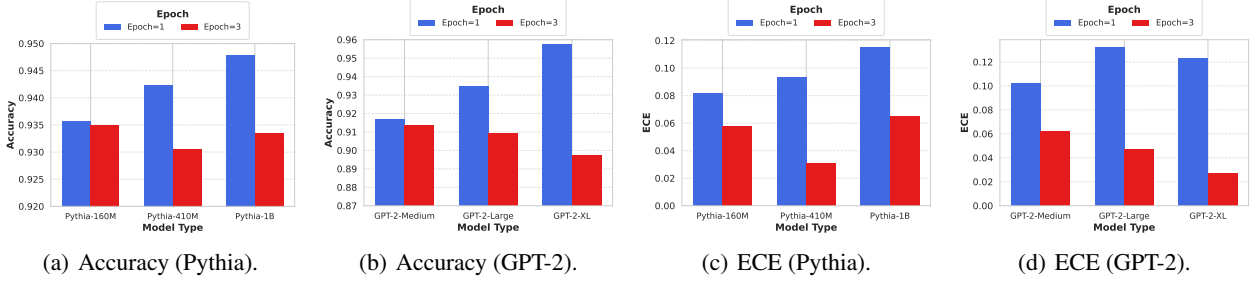 Epoch
Epoch=1 Epoch=3
0.950
0.945
0.940
0.935
0.930
0.925
0.920
Accuracy
Pythia-160M Pythia-410M Pythia-1B
Model Type
(a) Accuracy (Pythia).
Epoch
Epoch=1 Epoch=3
0.96
0.95
0.94
0.93
0.92
0.91
0.90
0.89
0.88
0.87
Accuracy
GPT-2-Medium GPT-2-Large GPT-2-XL
Model Type
(b) Accuracy (GPT-2).
Epoch
Epoch=1 Epoch=3
0.12
0.10
0.08
0.06
0.04
0.02
0.00
ECE
Pythia-160M Pythia-410M Pythia-1B
Model Type
(c) ECE (Pythia).
Epoch
Epoch=1 Epoch=3
0.12
0.10
0.08
0.06
0.04
0.02
0.00
ECE
GPT-2-Medium GPT-2-Large GPT-2-XL
Model Type
(d) ECE (GPT-2).